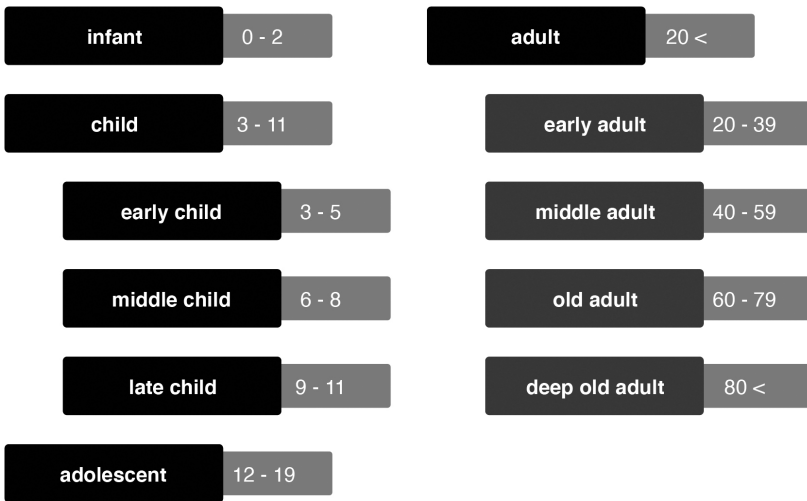 infant 0 - 2
child 3 - 11
early child 3 - 5
middle child 6 - 8
late child 9 - 11
adolescent 12 - 19
adult 20 <
early adult 20 - 39
middle adult 40 - 59
old adult 60 - 79
deep old adult 80 <